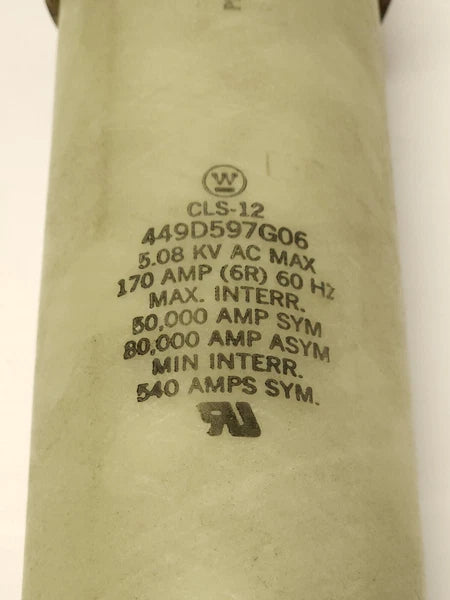 W
CLS-12
449D597G06
5.08 KV AC MAX
170 AMP (6R) 60 HZ
MAX. INTERR.
50,000 AMP SYM
80,000 AMP ASYM
MIN INTERR.
540 AMPS SYM.